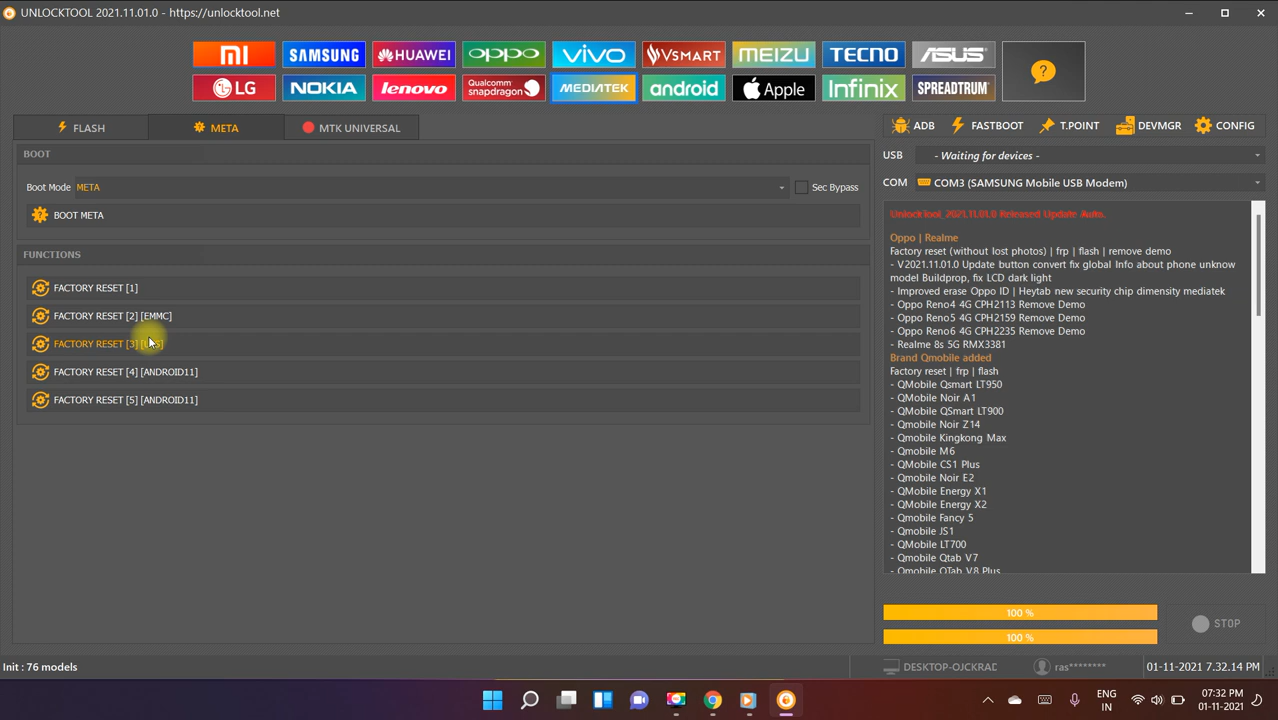 UNLOCKTOOL 2021.11.01.0 - https://unlocktool.net
mi SAMSUNG HUAWEI oppo vivo VSMART MEIZU TECNO ASUS
LG NOKIA lenovo Qualcomm snapdragon MEDIATEK android Apple Infinix SPREADTRUM
?
FLASH META MTK UNIVERSAL
ADB FASTBOOT T.POINT DEVMGR CONFIG
BOOT
Boot Mode META Sec Bypass
BOOT META
FUNCTIONS
FACTORY RESET [1]
FACTORY RESET [2] [EMMC]
FACTORY RESET [3]
FACTORY RESET [4] [ANDROID11]
FACTORY RESET [5] [ANDROID11]
USB - Waiting for devices -
COM COM3 (SAMSUNG Mobile USB Modem)
UnlockTool_2021.11.01.0 Released Update Auto.
Oppo | Realme
Factory reset (without lost photos) | frp | flash | remove demo
- V2021.11.01.0 Update button convert fix global Info about phone unknow
model Buildprop, fix LCD dark light
- Improved erase Oppo ID | Heytab new security chip dimensity mediatek
- Oppo Reno4 4G CPH2113 Remove Demo
- Oppo Reno5 4G CPH2159 Remove Demo
- Oppo Reno6 4G CPH2235 Remove Demo
- Realme 8s 5G RMX3381
Brand Qmobile added
Factory reset | frp | flash
- QMobile Qsmart LT950
- QMobile Noir A1
- QMobile QSmart LT900
- Qmobile Noir Z14
- Qmobile Kingkong Max
- Qmobile M6
- QMobile CS1 Plus
- Qmobile Noir E2
- QMobile Energy X1
- QMobile Energy X2
- QMobile Fancy 5
- QMobile JS1
- QMobile LT700
- QMobile Qtab V7
- QMobile QTab V8 Plus
100 %
100 %
STOP
Init : 76 models
DESKTOP-OJCKRAD ras******** 01-11-2021 7.32.14 PM
ENG
IN
07:32 PM
01-11-2021